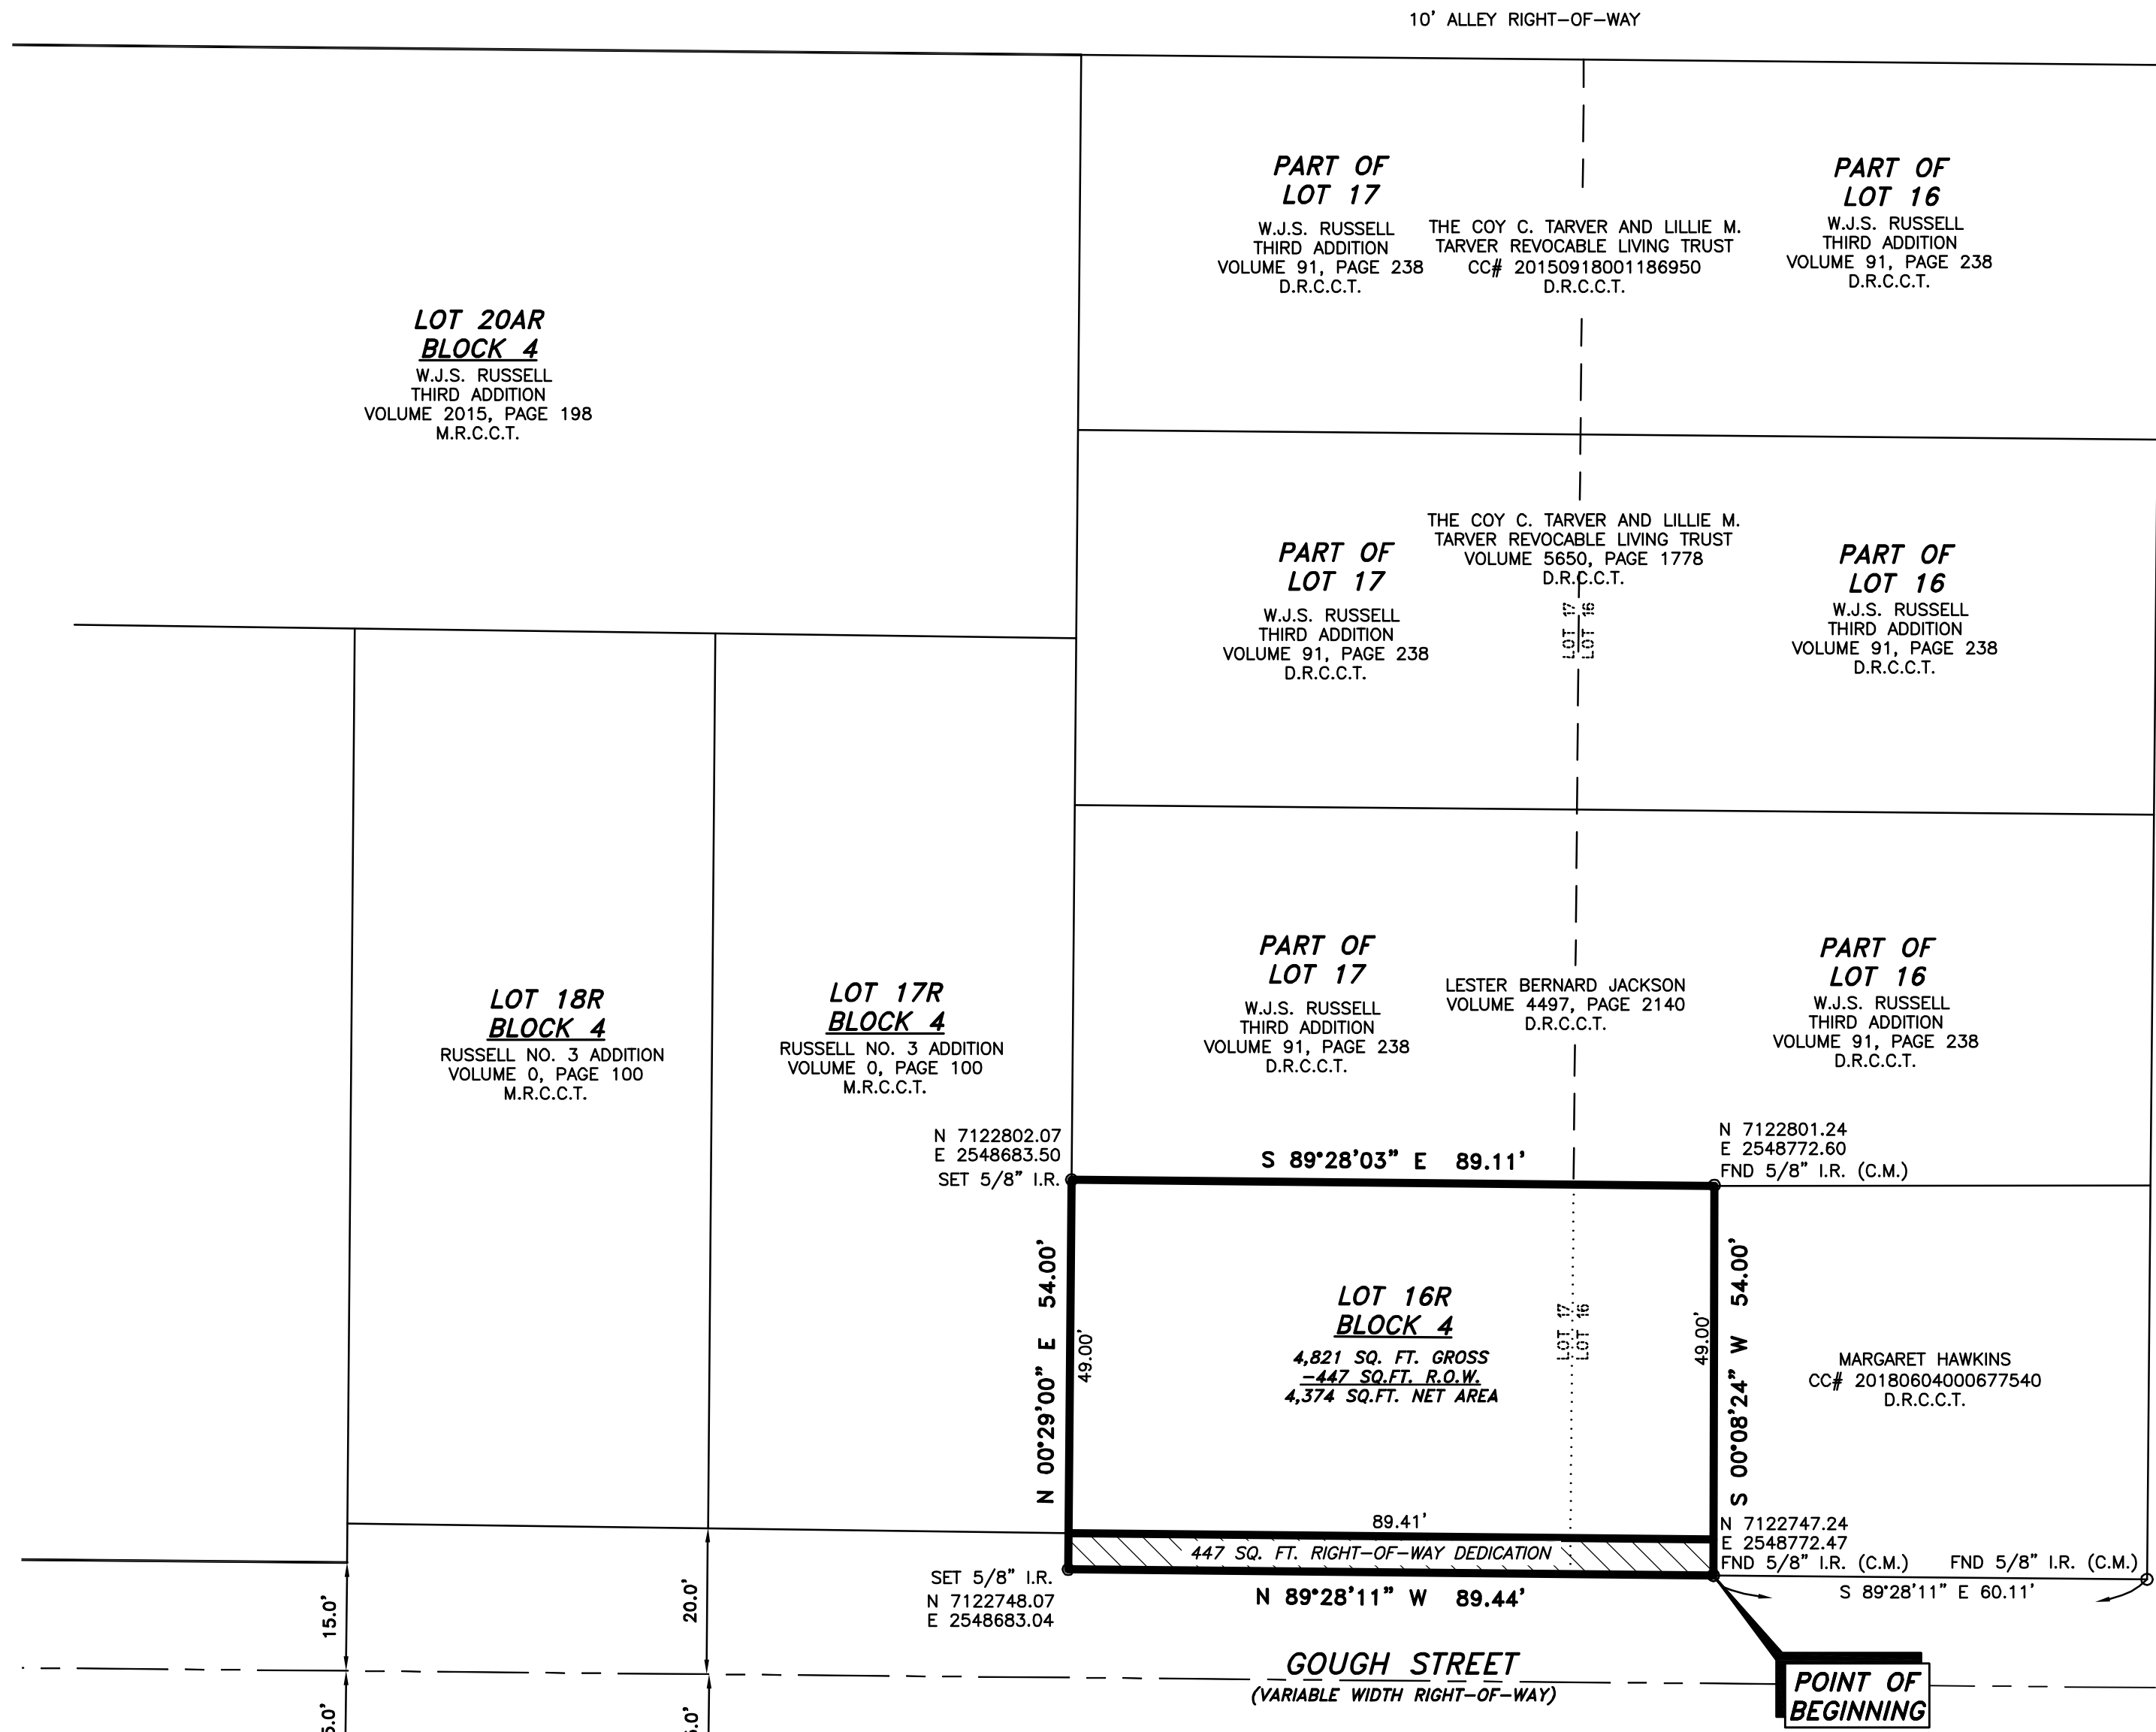 10' ALLEY RIGHT-OF-WAY
PART OF
LOT 17
W.J.S. RUSSELL
THIRD ADDITION
VOLUME 91, PAGE 238
D.R.C.C.T.
THE COY C. TARVER AND LILLIE M.
TARVER REVOCABLE LIVING TRUST
CC# 20150918001186950
D.R.C.C.T.
PART OF
LOT 16
W.J.S. RUSSELL
THIRD ADDITION
VOLUME 91, PAGE 238
D.R.C.C.T.
LOT 20AR
BLOCK 4
W.J.S. RUSSELL
THIRD ADDITION
VOLUME 2015, PAGE 198
M.R.C.C.T.
PART OF
LOT 17
W.J.S. RUSSELL
THIRD ADDITION
VOLUME 91, PAGE 238
D.R.C.C.T.
THE COY C. TARVER AND LILLIE M.
TARVER REVOCABLE LIVING TRUST
VOLUME 5650, PAGE 1778
D.R.C.C.T.
LOT 17
LOT 16
PART OF
LOT 16
W.J.S. RUSSELL
THIRD ADDITION
VOLUME 91, PAGE 238
D.R.C.C.T.
LOT 18R
BLOCK 4
RUSSELL NO. 3 ADDITION
VOLUME 0, PAGE 100
M.R.C.C.T.
LOT 17R
BLOCK 4
RUSSELL NO. 3 ADDITION
VOLUME 0, PAGE 100
M.R.C.C.T.
PART OF
LOT 17
W.J.S. RUSSELL
THIRD ADDITION
VOLUME 91, PAGE 238
D.R.C.C.T.
LESTER BERNARD JACKSON
VOLUME 4497, PAGE 2140
D.R.C.C.T.
PART OF
LOT 16
W.J.S. RUSSELL
THIRD ADDITION
VOLUME 91, PAGE 238
D.R.C.C.T.
N 7122802.07
E 2548683.50
SET 5/8" I.R.
S 89°28'03" E 89.11'
N 7122801.24
E 2548772.60
FND 5/8" I.R. (C.M.)
N 00°29'00" E 54.00'
49.00'
LOT 16R
BLOCK 4
4,821 SQ. FT. GROSS
-447 SQ.FT. R.O.W.
4,374 SQ.FT. NET AREA
LOT 17
LOT 16
49.00'
S 00°08'24" W 54.00'
MARGARET HAWKINS
CC# 20180604000677540
D.R.C.C.T.
89.41'
447 SQ. FT. RIGHT-OF-WAY DEDICATION
N 7122747.24
E 2548772.47
FND 5/8" I.R. (C.M.)
FND 5/8" I.R. (C.M.)
SET 5/8" I.R.
N 7122748.07
E 2548683.04
N 89°28'11" W 89.44'
S 89°28'11" E 60.11'
15.0'
20.0'
GOUGH STREET
(VARIABLE WIDTH RIGHT-OF-WAY)
POINT OF
BEGINNING